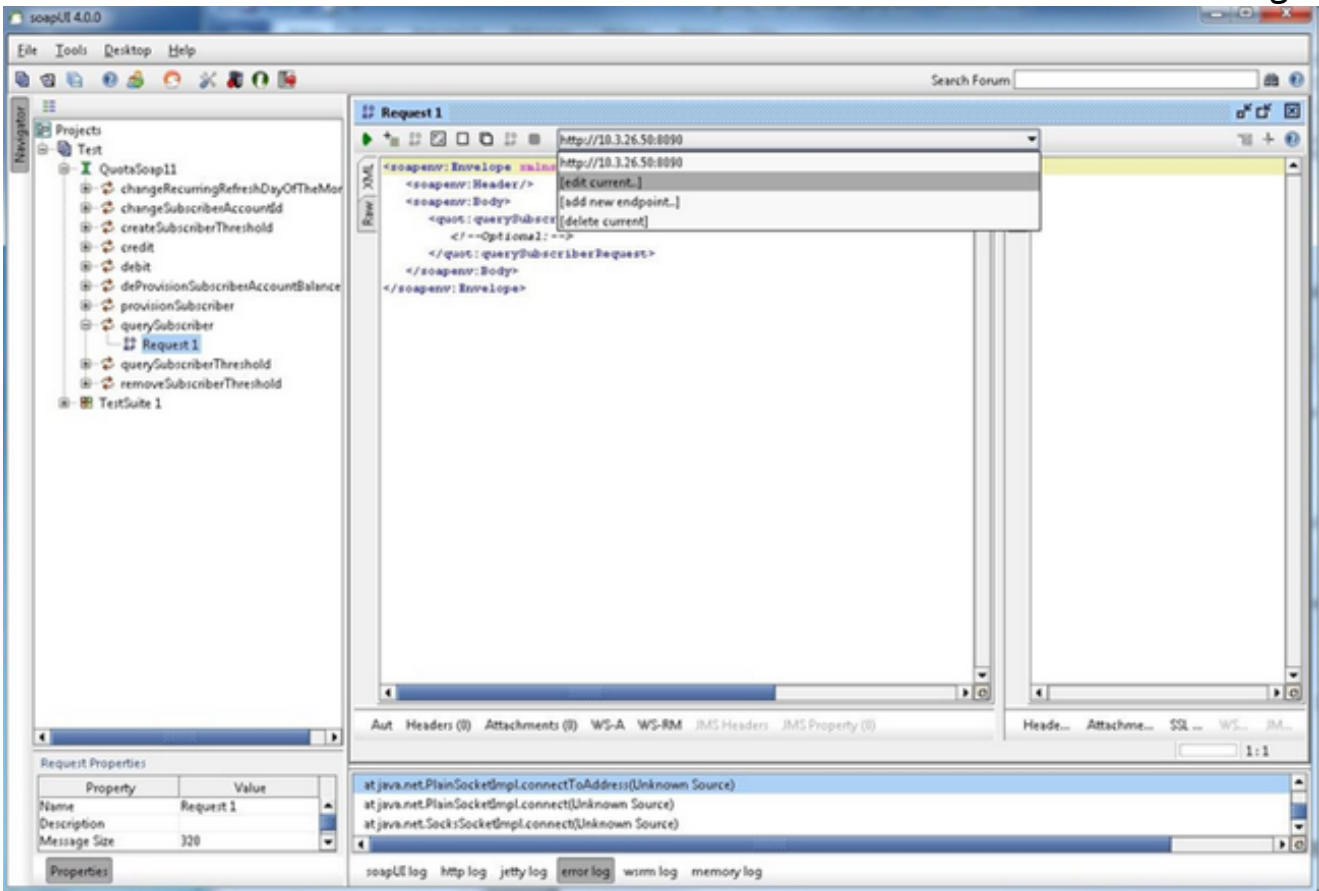 soapUI 4.0.0
File Tools Desktop Help
Search Forum
Navigator
Projects
Test
QuotaSoap11
changeRecurringRefreshDayOfTheMor
changeSubscriberAccountId
createSubscriberThreshold
credit
debit
deProvisionSubscriberAccountBalance
provisionSubscriber
querySubscriber
Request 1
querySubscriberThreshold
removeSubscriberThreshold
TestSuite 1
Request 1
http://10.3.26.50:8090
http://10.3.26.50:8090
[edit current..]
[add new endpoint..]
[delete current]
XML
Raw
<soapenv:Envelope xmlns
<soapenv:Header/>
<soapenv:Body>
<quot:querySubscr
<!--Optional:-->
</quot:querySubscriberRequest>
</soapenv:Body>
</soapenv:Envelope>
Aut Headers (0) Attachments (0) WS-A WS-RM JMS Headers JMS Property (0)
Heade... Attachme... SSL ... WS... JM...
1:1
Request Properties
Property Value
Name Request 1
Description
Message Size 320
Properties
at java.net.PlainSocketImpl.connectToAddress(Unknown Source)
at java.net.PlainSocketImpl.connect(Unknown Source)
at java.net.SocksSocketImpl.connect(Unknown Source)
soapUI log http log jetty log error log wsrm log memory log